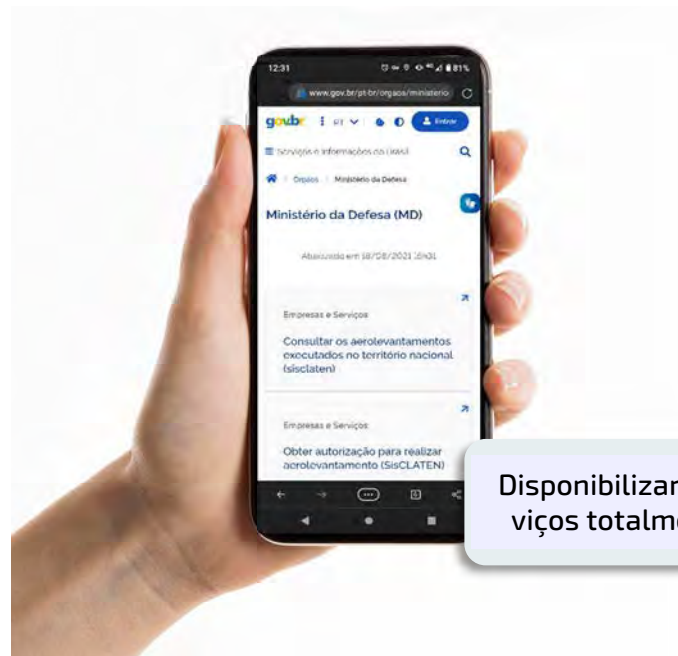 12:31
81%
www.gov.br/pt-br/orgaos/ministerio
gov.br
Entrar
Serviços e Informações do Brasil
Órgãos
Ministério da Defesa
Ministério da Defesa (MD)
em 18/08/2021
Empresas e Serviços
Consultar os aerolevantamentos
executados no território nacional
(sisclaten)
Empresas e Serviços
Obter autorização para realizar
aerolevantamento (SisCLATEN)
Disponibilizar
viços totalm